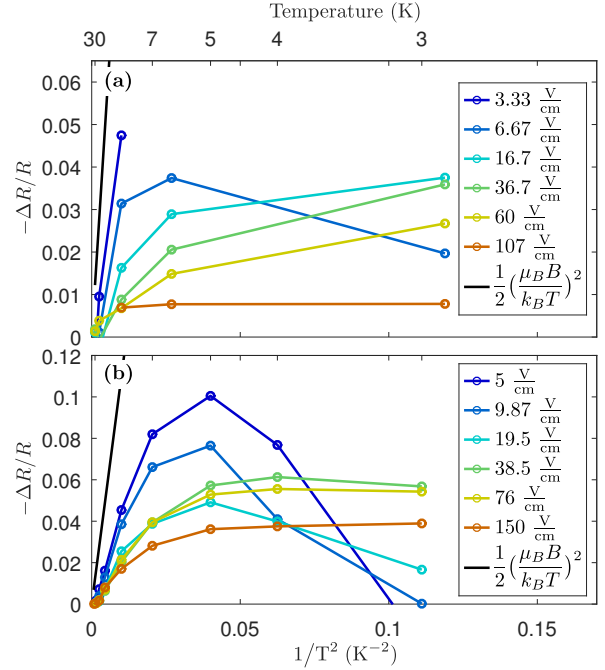 Temperature (K)
30 7 5 4 3
(a)
0.06
0.05
0.04
0.03
0.02
0.01
0
−ΔR/R
3.33 V/cm
6.67 V/cm
16.7 V/cm
36.7 V/cm
60 V/cm
107 V/cm
1/2(μ_B B/k_B T)²
(b)
0.12
0.1
0.08
0.06
0.04
0.02
0
−ΔR/R
5 V/cm
9.87 V/cm
19.5 V/cm
38.5 V/cm
76 V/cm
150 V/cm
1/2(μ_B B/k_B T)²
0 0.05 0.1 0.15
1/T² (K⁻²)